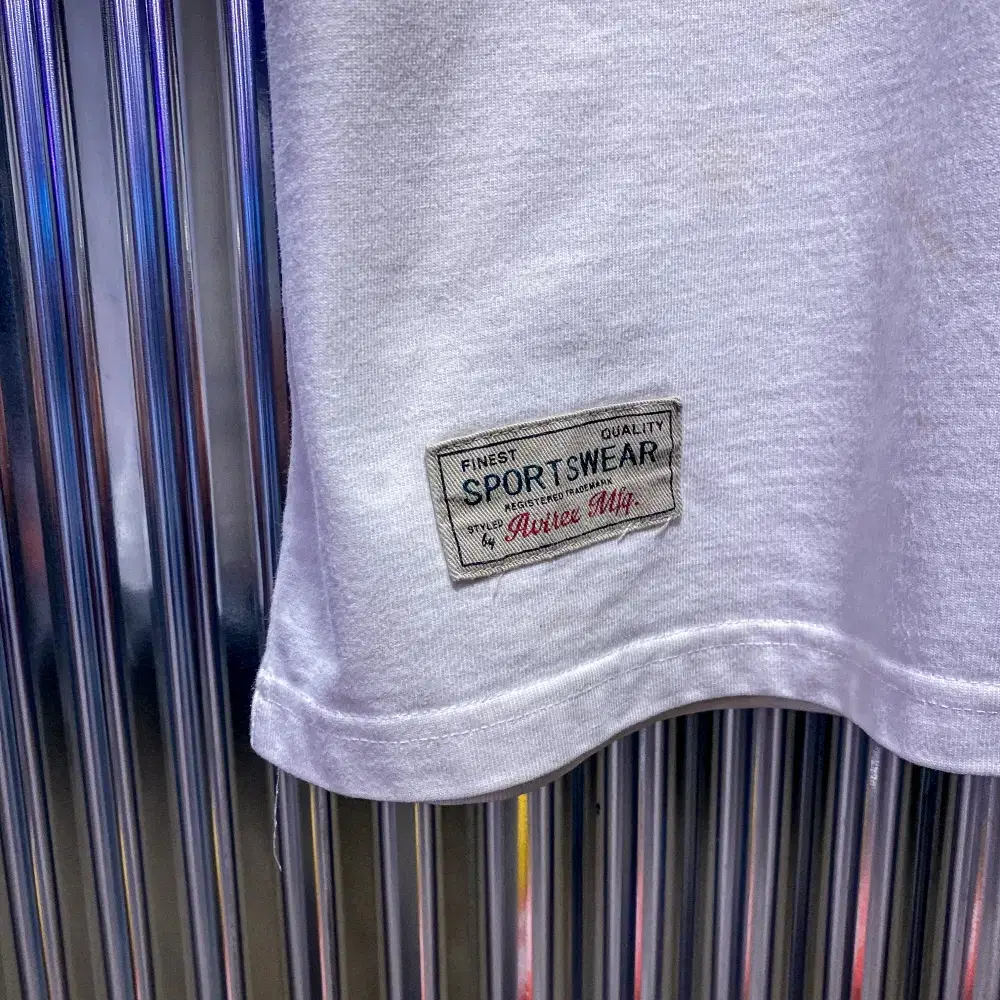 FINEST QUALITY
SPORTSWEAR
REGISTERED TRADEMARK
STYLED by Avirex Mfg.